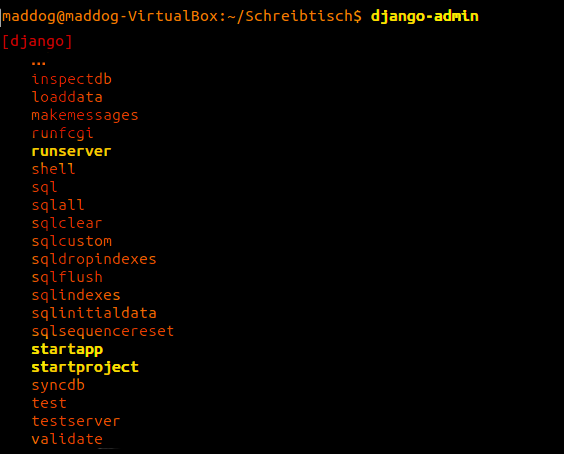 maddog@maddog-VirtualBox:~/Schreibtisch$ django-admin
[django]
...
inspectdb
loaddata
makemessages
runfcgi
runserver
shell
sql
sqlall
sqlclear
sqlcustom
sqldropindexes
sqlflush
sqlindexes
sqlinitialdata
sqlsequencereset
startapp
startproject
syncdb
test
testserver
validate